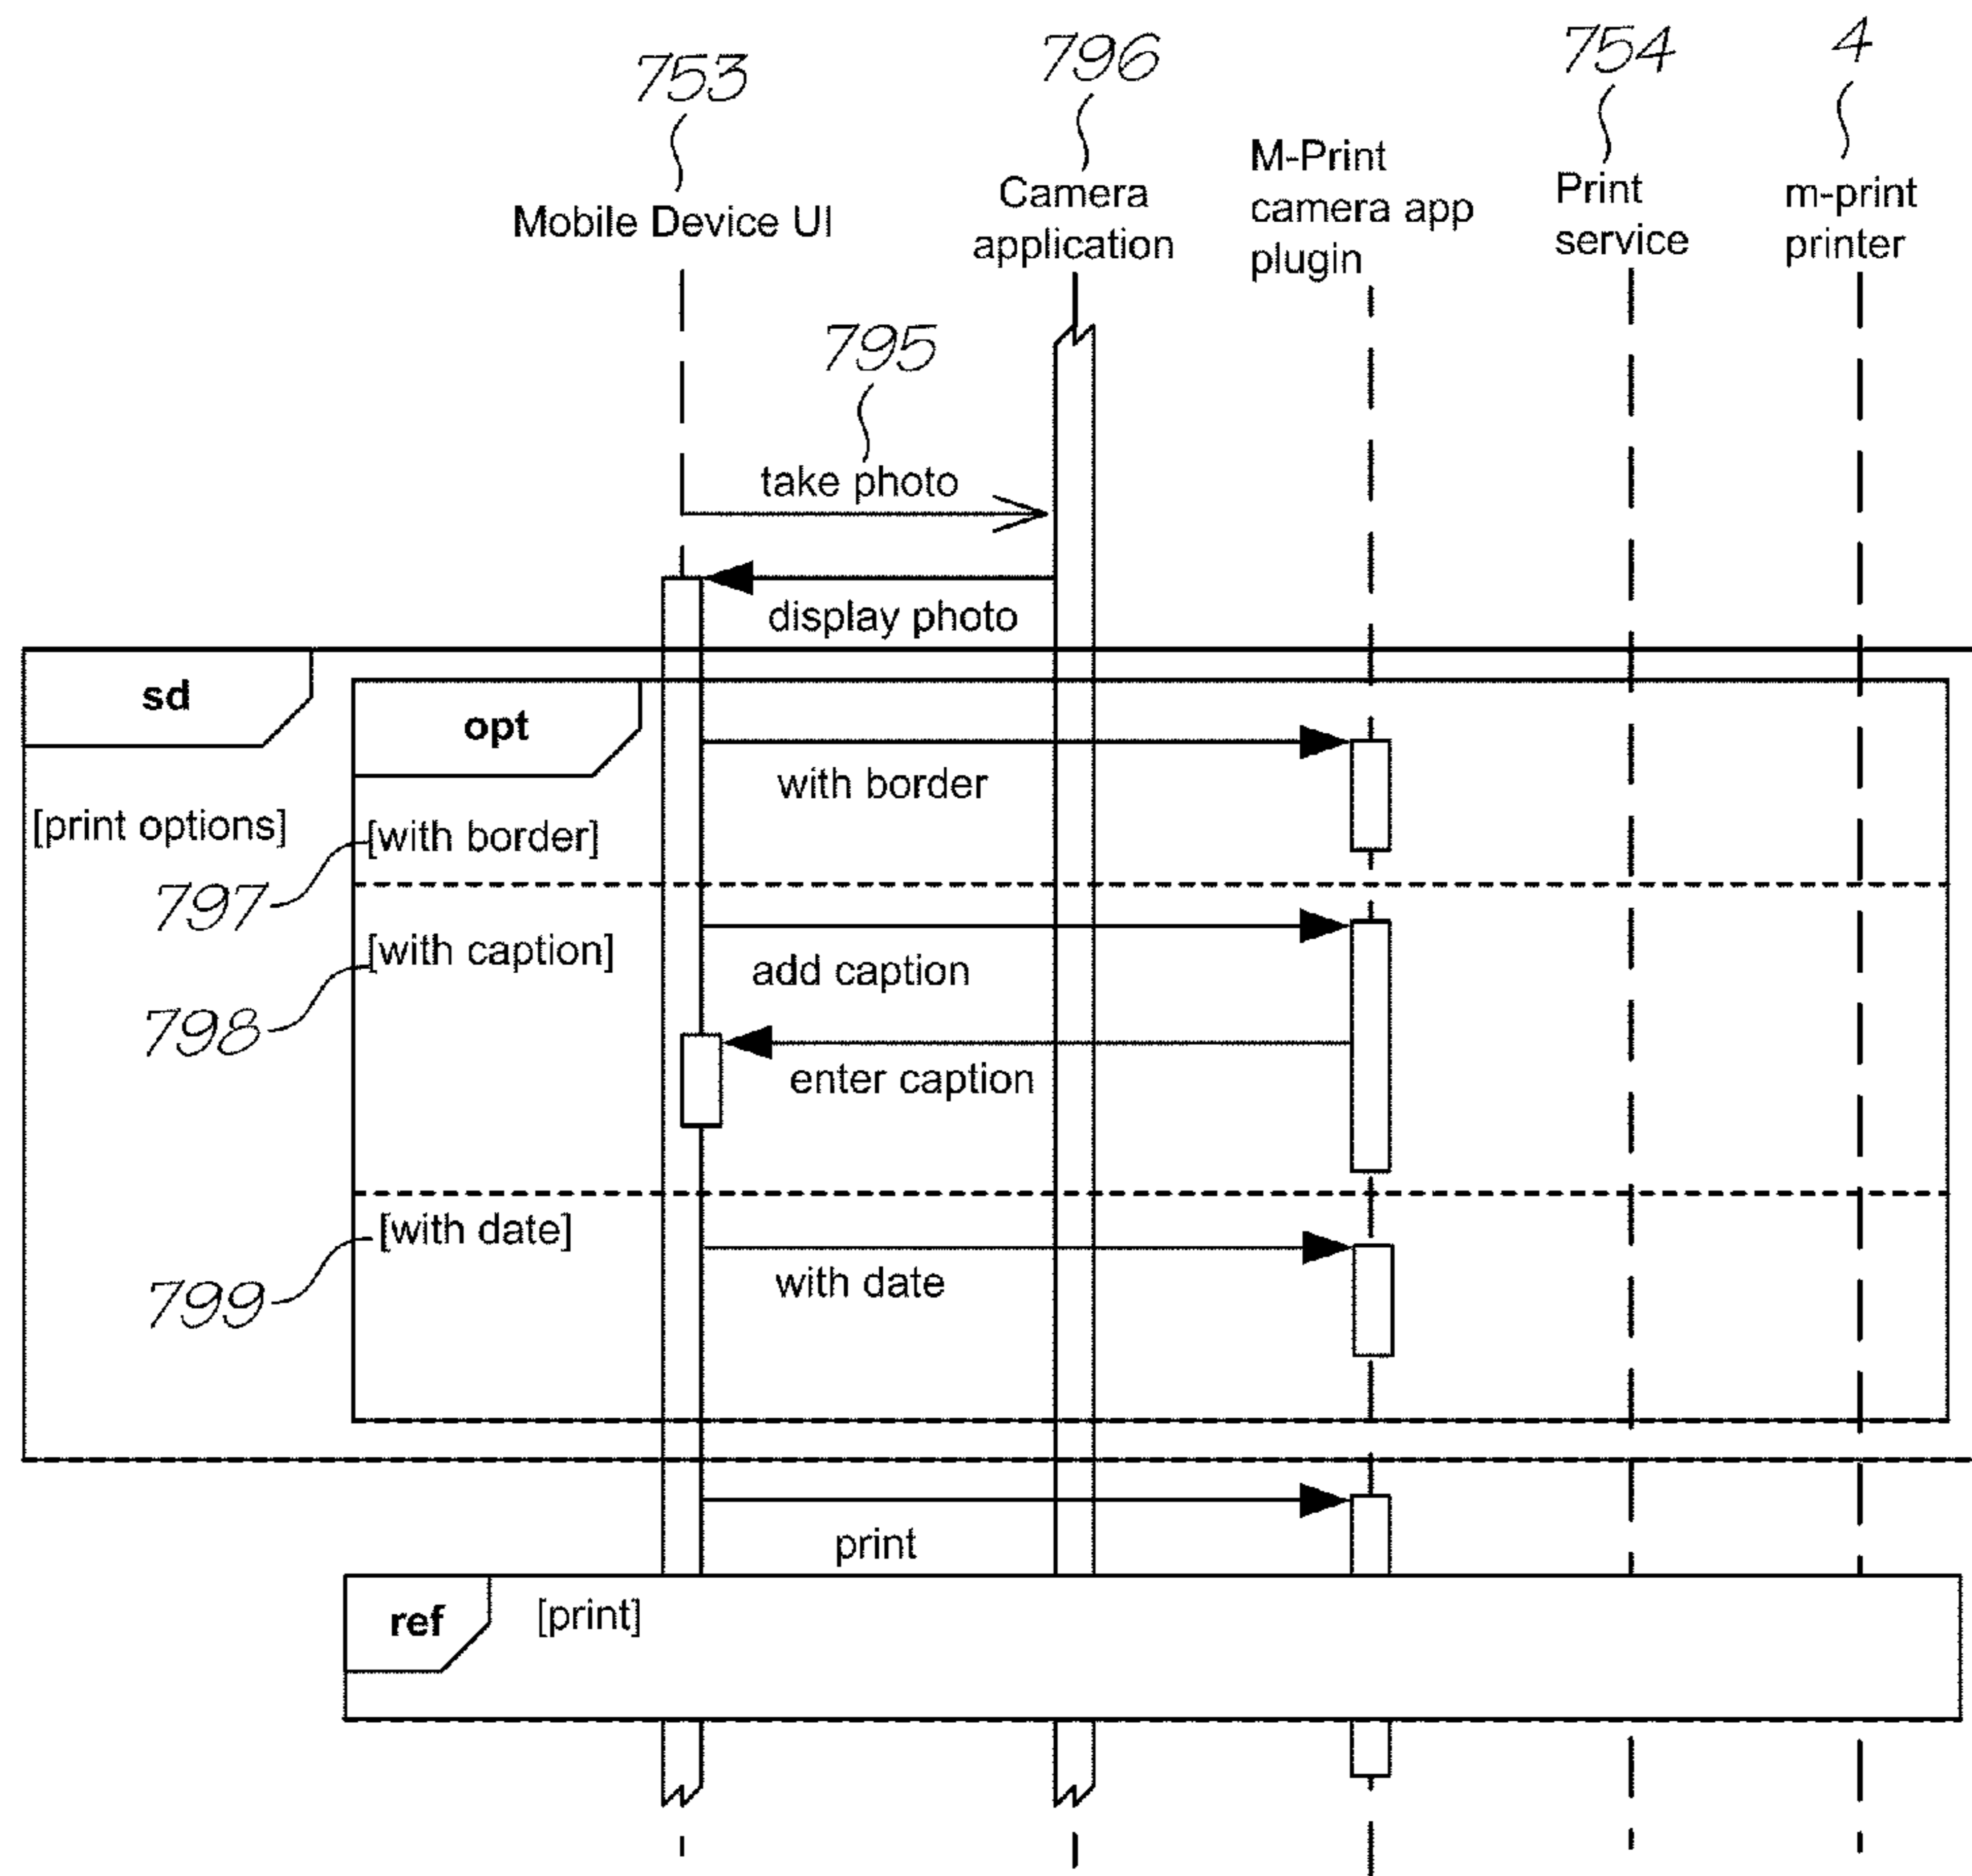 753
796
754
4
Mobile Device UI
Camera
application
M-Print
camera app
plugin
Print
service
m-print
printer
795
take photo
display photo
sd
opt
with border
[print options]
[with border]
797
[with caption]
add caption
798
enter caption
[with date]
with date
799
print
ref
[print]